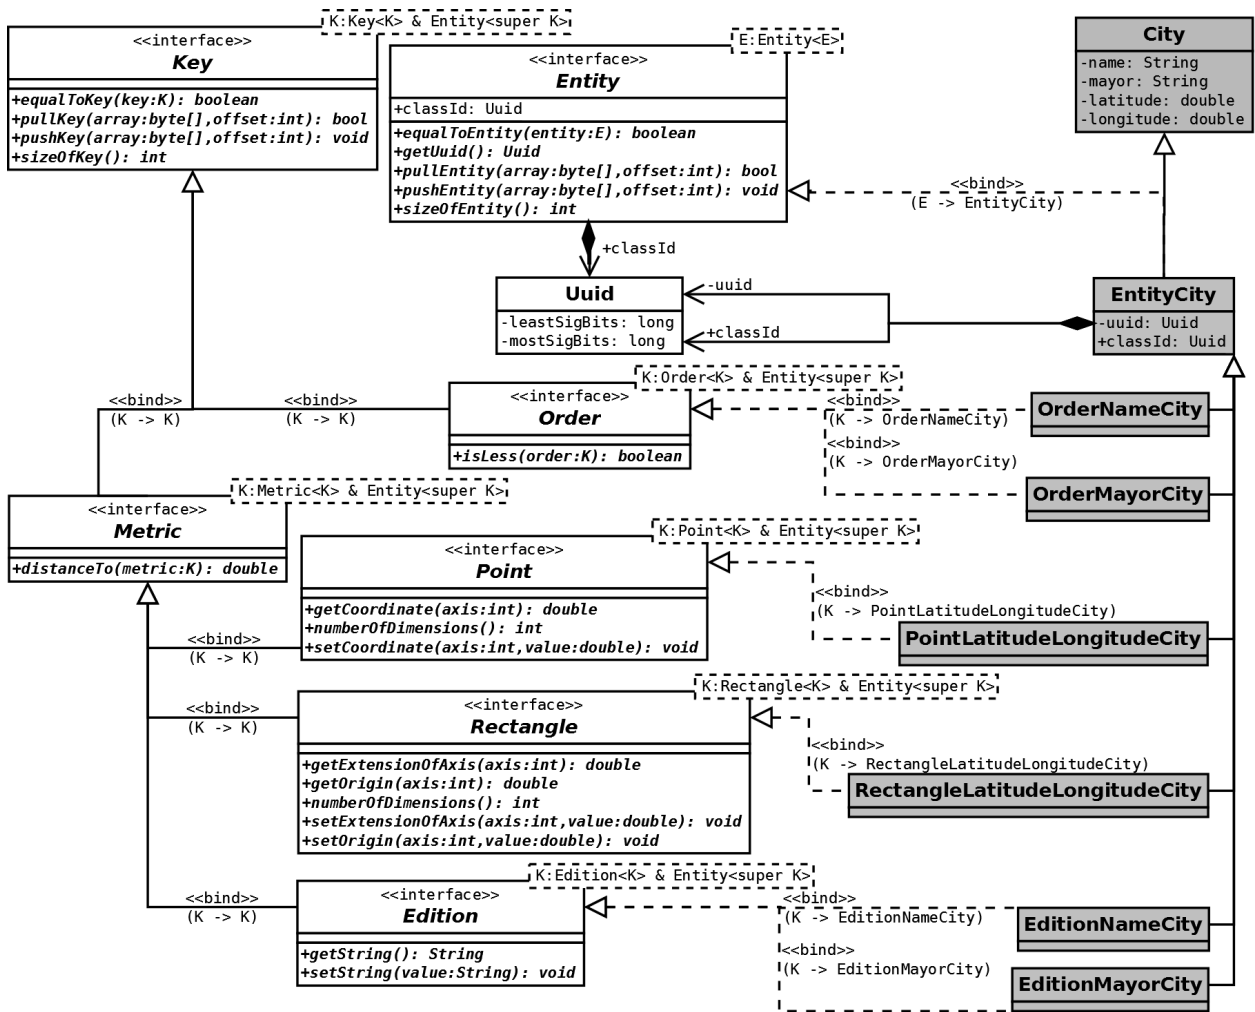 K:Key<K> & Entity<super K>
<<interface>>
Key
+equalToKey(key:K): boolean
+pullKey(array:byte[],offset:int): bool
+pushKey(array:byte[],offset:int): void
+sizeOfKey(): int
E:Entity<E>
<<interface>>
Entity
+classId: Uuid
+equalToEntity(entity:E): boolean
+getUuid(): Uuid
+pullEntity(array:byte[],offset:int): bool
+pushEntity(array:byte[],offset:int): void
+sizeOfEntity(): int
City
-name: String
-mayor: String
-latitude: double
-longitude: double
<<bind>>
(E -> EntityCity)
+classId
Uuid
-leastSigBits: long
-mostSigBits: long
-uuid
+classId
EntityCity
-uuid: Uuid
+classId: Uuid
<<bind>>
(K -> K)
<<bind>>
(K -> K)
K:Order<K> & Entity<super K>
<<interface>>
Order
+isLess(order:K): boolean
<<bind>>
(K -> OrderNameCity)
<<bind>>
(K -> OrderMayorCity)
OrderNameCity
OrderMayorCity
K:Metric<K> & Entity<super K>
<<interface>>
Metric
+distanceTo(metric:K): double
K:Point<K> & Entity<super K>
<<interface>>
Point
+getCoordinate(axis:int): double
+numberOfDimensions(): int
+setCoordinate(axis:int,value:double): void
<<bind>>
(K -> PointLatitudeLongitudeCity)
PointLatitudeLongitudeCity
<<bind>>
(K -> K)
K:Rectangle<K> & Entity<super K>
<<interface>>
Rectangle
+getExtensionOfAxis(axis:int): double
+getOrigin(axis:int): double
+numberOfDimensions(): int
+setExtensionOfAxis(axis:int,value:double): void
+setOrigin(axis:int,value:double): void
<<bind>>
(K -> K)
<<bind>>
(K -> RectangleLatitudeLongitudeCity)
RectangleLatitudeLongitudeCity
K:Edition<K> & Entity<super K>
<<interface>>
Edition
+getString(): String
+setString(value:String): void
<<bind>>
(K -> K)
<<bind>>
(K -> EditionNameCity)
<<bind>>
(K -> EditionMayorCity)
EditionNameCity
EditionMayorCity